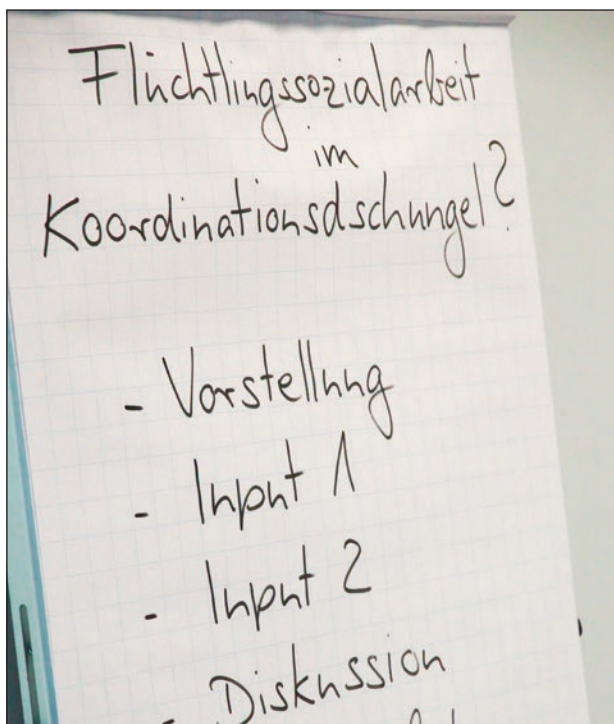 Flüchtlingssozialarbeit
im
Koordinationsdschungel?
- Vorstellung
- Input 1
- Input 2
- Diskussion